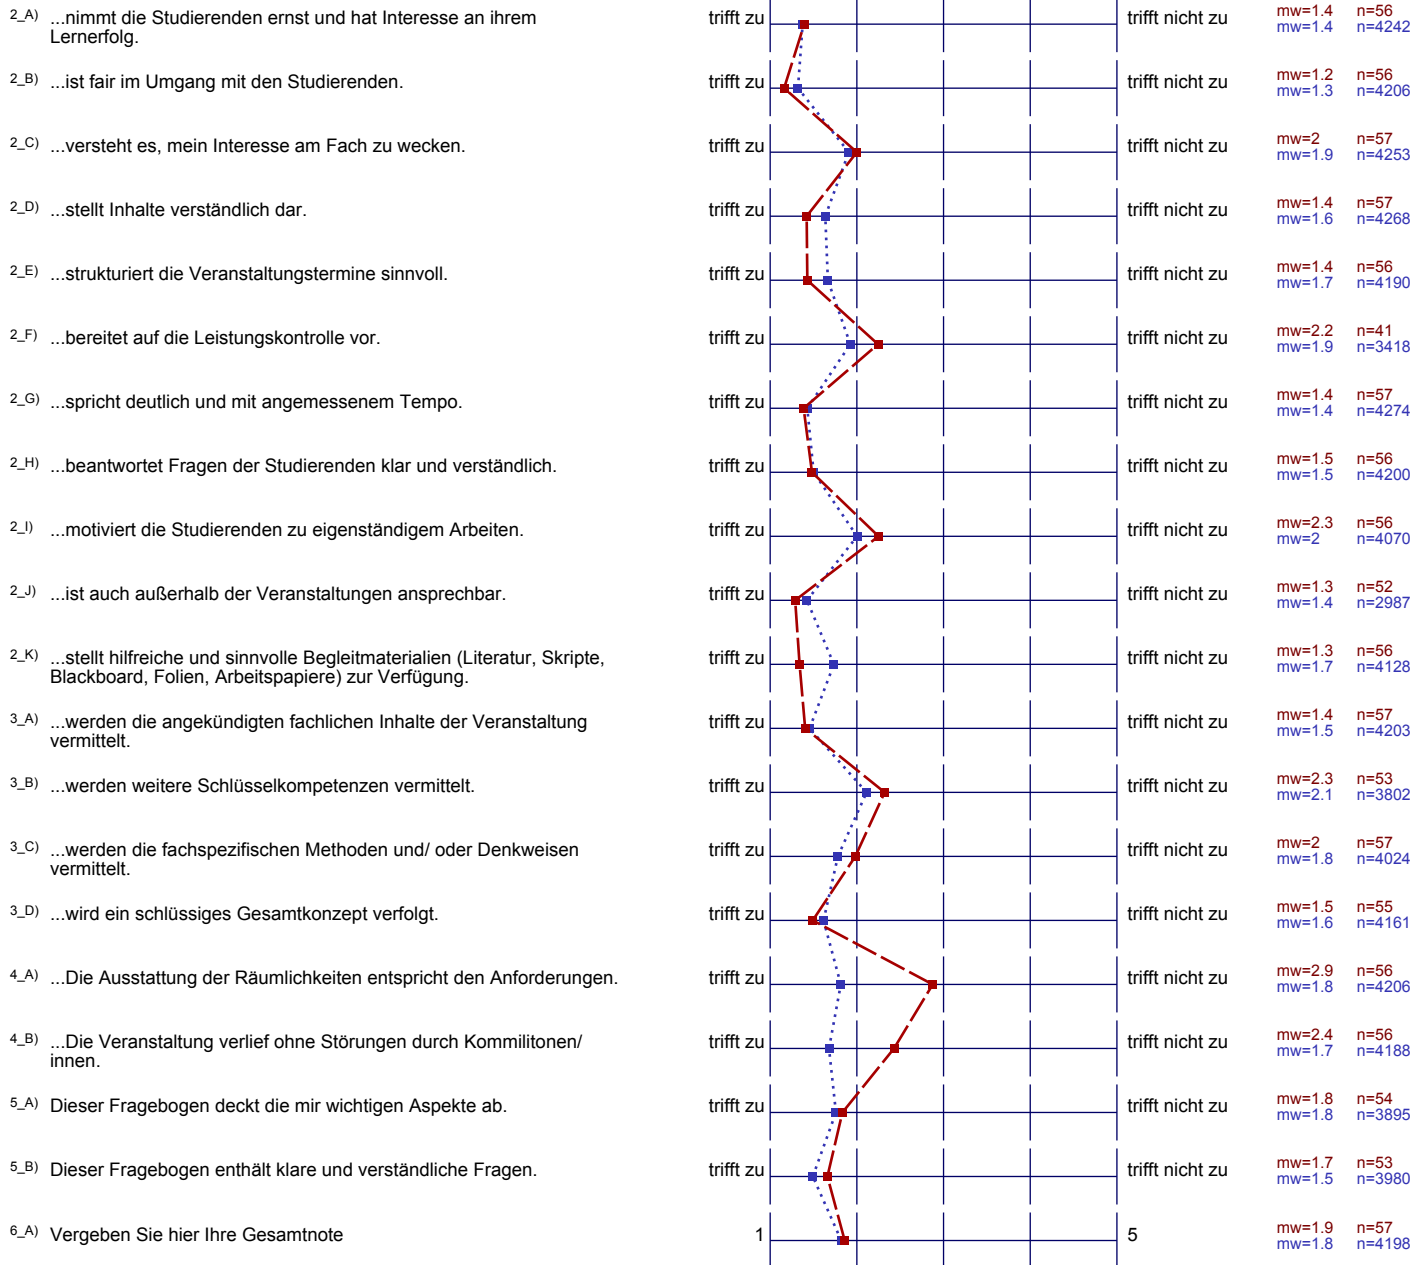 2_A) ...nimmt die Studierenden ernst und hat Interesse an ihrem
Lernerfolg.
trifft zu
trifft nicht zu
mw=1.4 n=56
mw=1.4 n=4242
2_B) ...ist fair im Umgang mit den Studierenden.
trifft zu
trifft nicht zu
mw=1.2 n=56
mw=1.3 n=4206
2_C) ...versteht es, mein Interesse am Fach zu wecken.
trifft zu
trifft nicht zu
mw=2 n=57
mw=1.9 n=4253
2_D) ...stellt Inhalte verständlich dar.
trifft zu
trifft nicht zu
mw=1.4 n=57
mw=1.6 n=4268
2_E) ...strukturiert die Veranstaltungstermine sinnvoll.
trifft zu
trifft nicht zu
mw=1.4 n=56
mw=1.7 n=4190
2_F) ...bereitet auf die Leistungskontrolle vor.
trifft zu
trifft nicht zu
mw=2.2 n=41
mw=1.9 n=3418
2_G) ...spricht deutlich und mit angemessenem Tempo.
trifft zu
trifft nicht zu
mw=1.4 n=57
mw=1.4 n=4274
2_H) ...beantwortet Fragen der Studierenden klar und verständlich.
trifft zu
trifft nicht zu
mw=1.5 n=56
mw=1.5 n=4200
2_I) ...motiviert die Studierenden zu eigenständigem Arbeiten.
trifft zu
trifft nicht zu
mw=2.3 n=56
mw=2 n=4070
2_J) ...ist auch außerhalb der Veranstaltungen ansprechbar.
trifft zu
trifft nicht zu
mw=1.3 n=52
mw=1.4 n=2987
2_K) ...stellt hilfreiche und sinnvolle Begleitmaterialien (Literatur, Skripte,
Blackboard, Folien, Arbeitspapiere) zur Verfügung.
trifft zu
trifft nicht zu
mw=1.3 n=56
mw=1.7 n=4128
3_A) ...werden die angekündigten fachlichen Inhalte der Veranstaltung
vermittelt.
trifft zu
trifft nicht zu
mw=1.4 n=57
mw=1.5 n=4203
3_B) ...werden weitere Schlüsselkompetenzen vermittelt.
trifft zu
trifft nicht zu
mw=2.3 n=53
mw=2.1 n=3802
3_C) ...werden die fachspezifischen Methoden und/ oder Denkweisen
vermittelt.
trifft zu
trifft nicht zu
mw=2 n=57
mw=1.8 n=4024
3_D) ...wird ein schlüssiges Gesamtkonzept verfolgt.
trifft zu
trifft nicht zu
mw=1.5 n=55
mw=1.6 n=4161
4_A) ...Die Ausstattung der Räumlichkeiten entspricht den Anforderungen.
trifft zu
trifft nicht zu
mw=2.9 n=56
mw=1.8 n=4206
4_B) ...Die Veranstaltung verlief ohne Störungen durch Kommilitonen/
innen.
trifft zu
trifft nicht zu
mw=2.4 n=56
mw=1.7 n=4188
5_A) Dieser Fragebogen deckt die mir wichtigen Aspekte ab.
trifft zu
trifft nicht zu
mw=1.8 n=54
mw=1.8 n=3895
5_B) Dieser Fragebogen enthält klare und verständliche Fragen.
trifft zu
trifft nicht zu
mw=1.7 n=53
mw=1.5 n=3980
6_A) Vergeben Sie hier Ihre Gesamtnote
1
5
mw=1.9 n=57
mw=1.8 n=4198